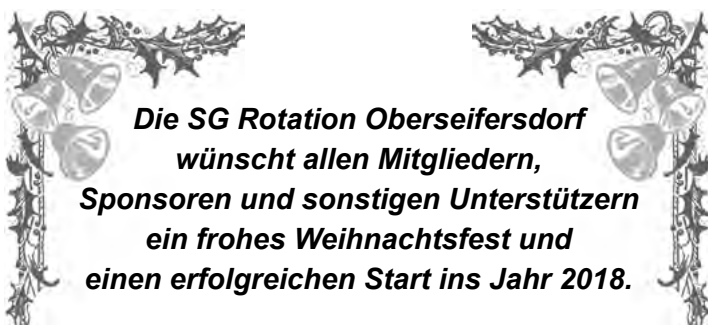 Die SG Rotation Oberseifersdorf
wünscht allen Mitgliedern,
Sponsoren und sonstigen Unterstützern
ein frohes Weihnachtsfest und
einen erfolgreichen Start ins Jahr 2018.